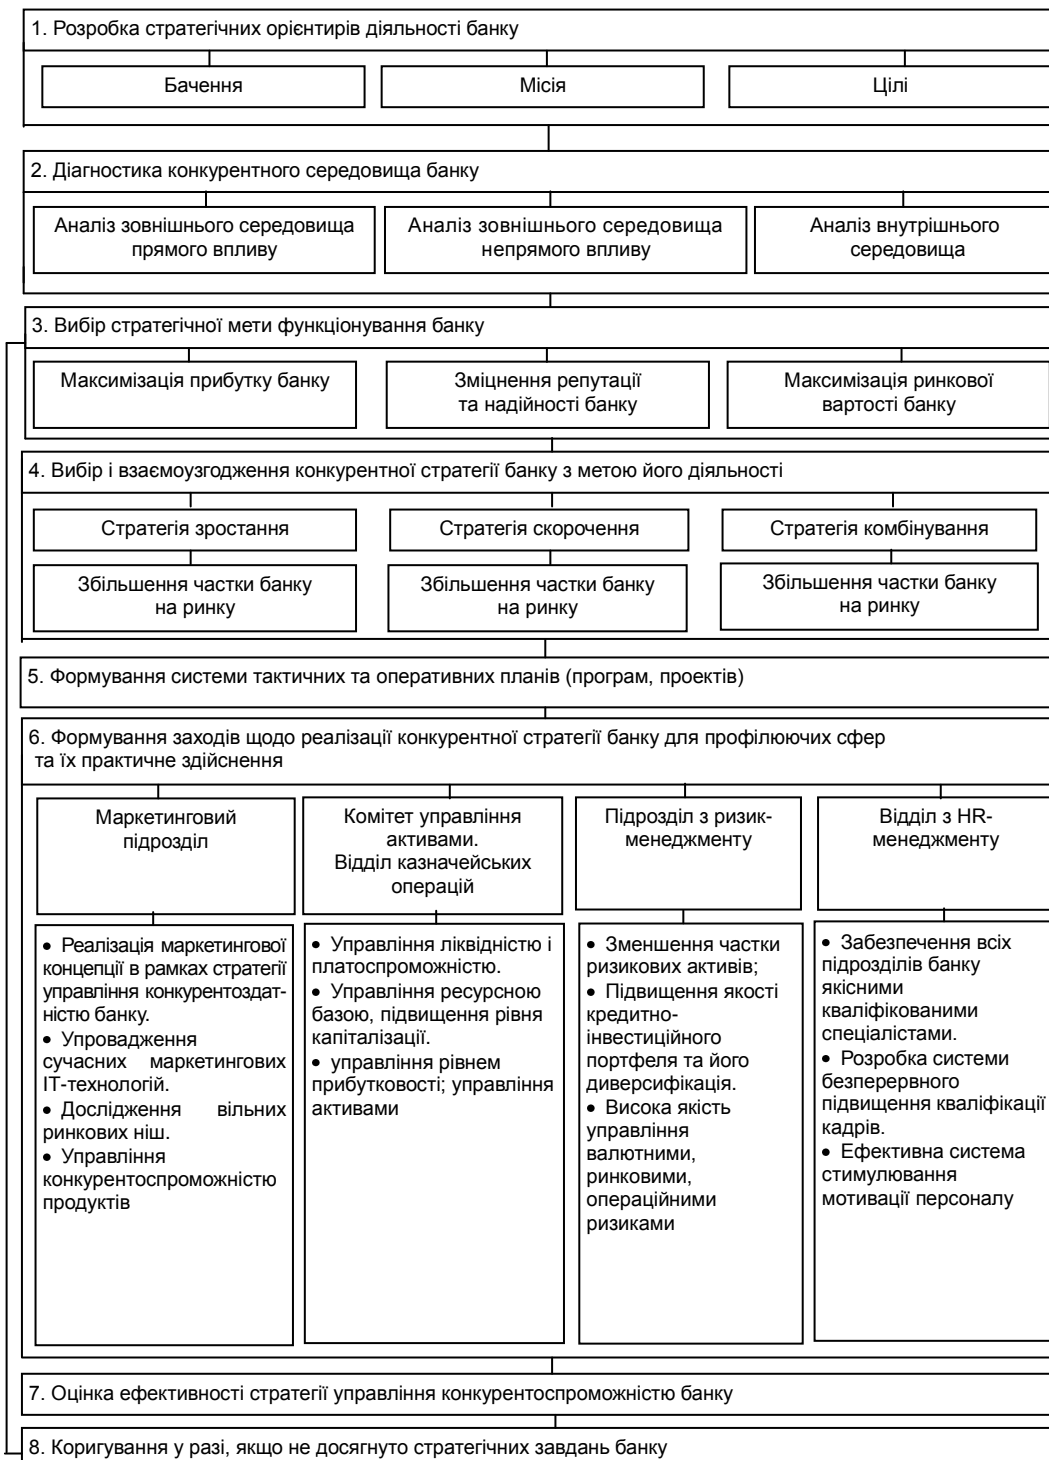 1. Розробка стратегічних орієнтирів діяльності банку
Бачення
Місія
Цілі
2. Діагностика конкурентного середовища банку
Аналіз зовнішнього середовища
прямого впливу
Аналіз зовнішнього середовища
непрямого впливу
Аналіз внутрішнього
середовища
3. Вибір стратегічної мети функціонування банку
Максимізація прибутку банку
Зміцнення репутації
та надійності банку
Максимізація ринкової
вартості банку
4. Вибір і взаємоузгодження конкурентної стратегії банку з метою його діяльності
Стратегія зростання
Стратегія скорочення
Стратегія комбінування
Збільшення частки банку
на ринку
Збільшення частки банку
на ринку
Збільшення частки банку
на ринку
5. Формування системи тактичних та оперативних планів (програм, проектів)
6. Формування заходів щодо реалізації конкурентної стратегії банку для профілюючих сфер
та їх практичне здійснення
Маркетинговий
підрозділ
Комітет управління
активами.
Відділ казначейських
операцій
Підрозділ з ризик-
менеджменту
Відділ з HR-
менеджменту
• Реалізація маркетингової
концепції в рамках стратегії
управління конкурентоздат-
ністю банку.
• Упровадження
сучасних маркетингових
ІТ-технологій.
• Дослідження вільних
ринкових ніш.
• Управління
конкурентоспроможністю
продуктів
• Управління ліквідністю і
платоспроможністю.
• Управління ресурсною
базою, підвищення рівня
капіталізації.
• управління рівнем
прибутковості; управління
активами
• Зменшення частки
ризикових активів;
• Підвищення якості
кредитно-
інвестиційного
портфеля та його
диверсифікація.
• Висока якість
управління
валютними,
ринковими,
операційними
ризиками
• Забезпечення всіх
підрозділів банку
якісними
кваліфікованими
спеціалістами.
• Розробка системи
безперервного
підвищення кваліфікації
кадрів.
• Ефективна система
стимулювання
мотивації персоналу
7. Оцінка ефективності стратегії управління конкурентоспроможністю банку
8. Коригування у разі, якщо не досягнуто стратегічних завдань банку